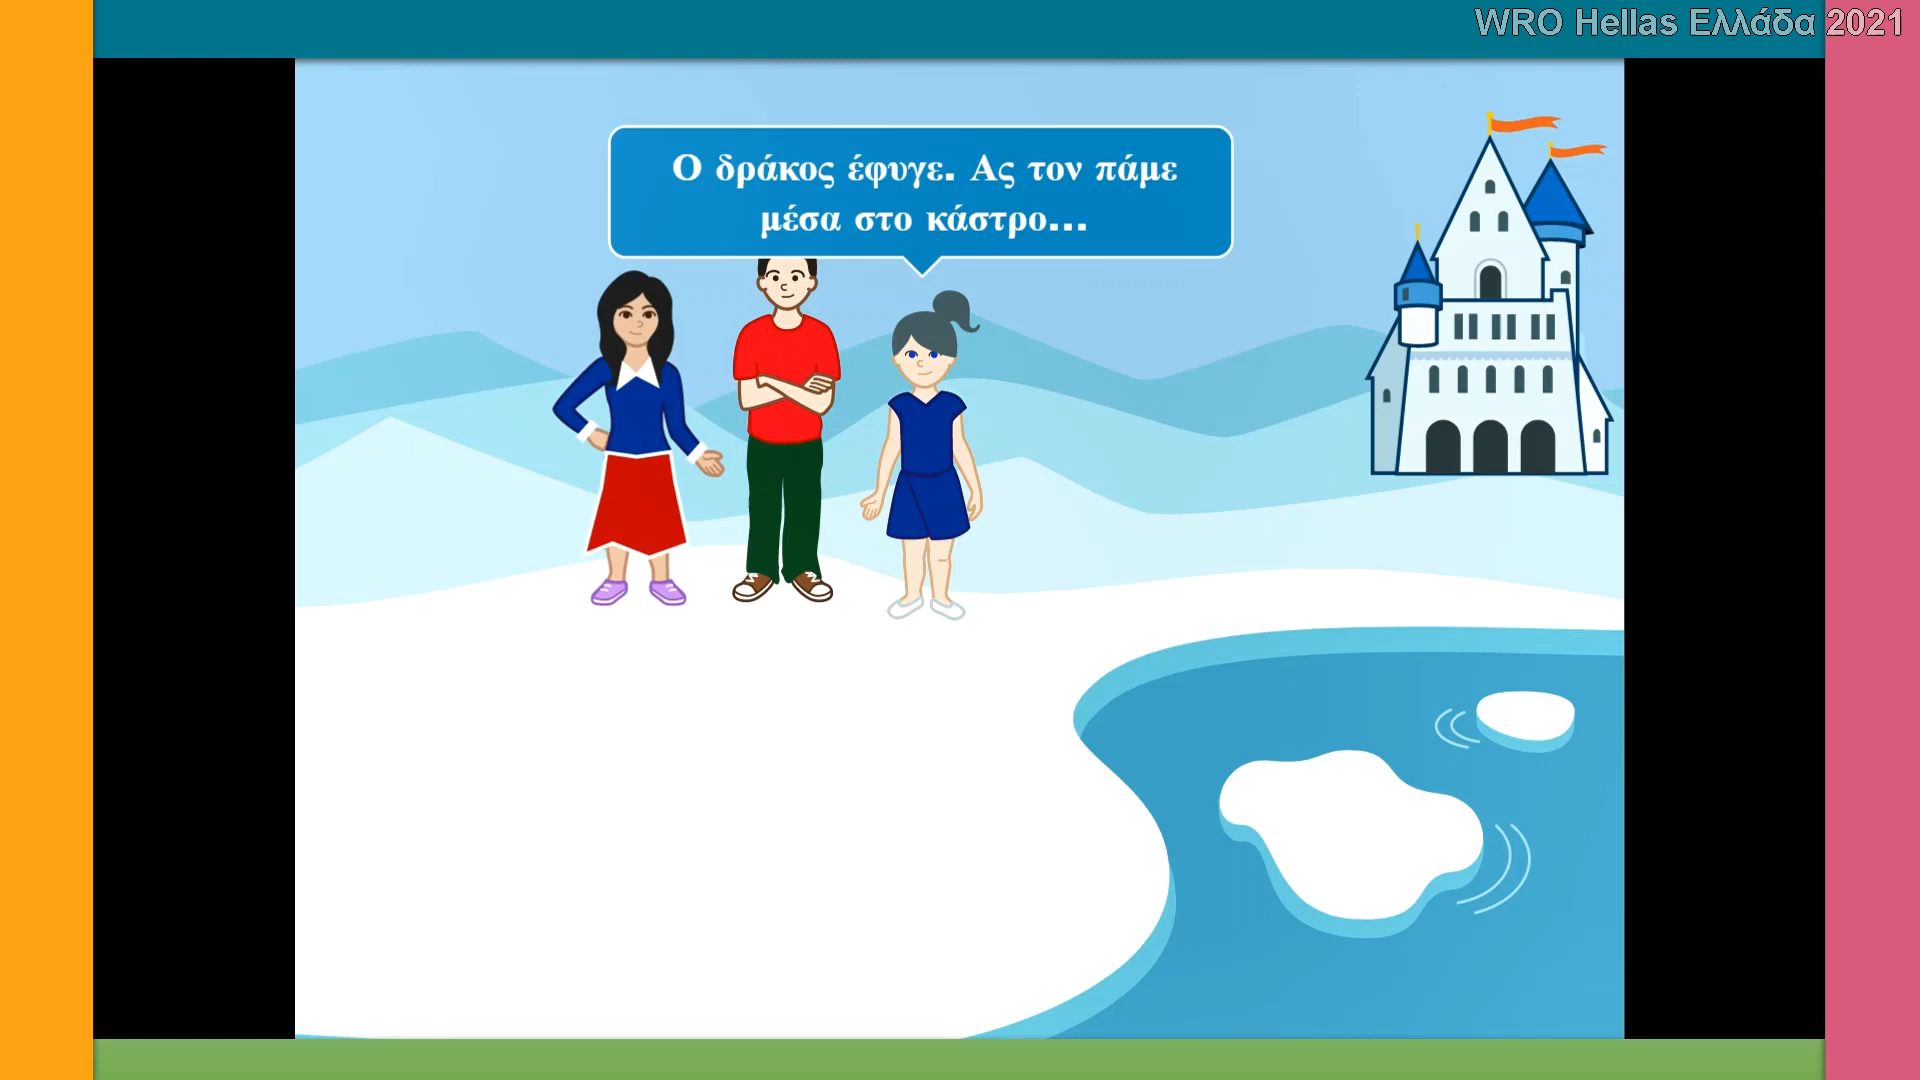 WRO Hellas Ελλάδα 2021
Ο δράκος έφυγε. Ας τον πάμε
μέσα στο κάστρο...